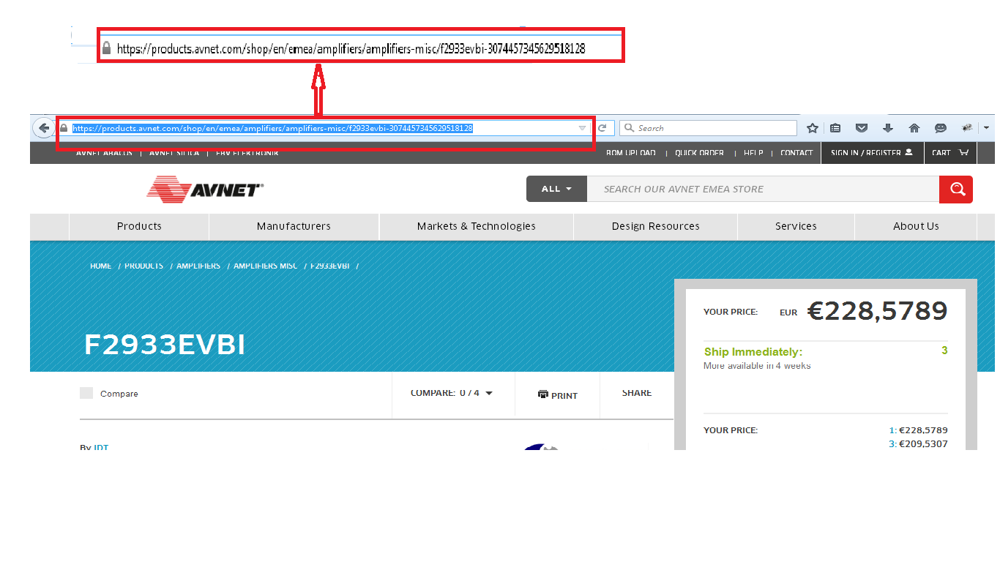 https://products.avnet.com/shop/en/emea/amplifiers/amplifiers-misc/f2933evbi-3074457345629518128
https://products.avnet.com/shop/en/emea/amplifiers/amplifiers-misc/f2933evbi-3074457345629518128
Search
AVNET ABACUS | AVNET SILICA | EBV ELEKTRONIK
BOM UPLOAD | QUICK ORDER | HELP | CONTACT
SIGN IN / REGISTER
CART
AVNET®
ALL
SEARCH OUR AVNET EMEA STORE
Products
Manufacturers
Markets & Technologies
Design Resources
Services
About Us
HOME / PRODUCTS / AMPLIFIERS / AMPLIFIERS MISC / F2933EVBI /
YOUR PRICE: EUR €228,5789
F2933EVBI
Ship Immediately: 3
More available in 4 weeks
Compare
COMPARE: 0 / 4
PRINT
SHARE
YOUR PRICE:
1: €228,5789
3: €209,5307
By IDT